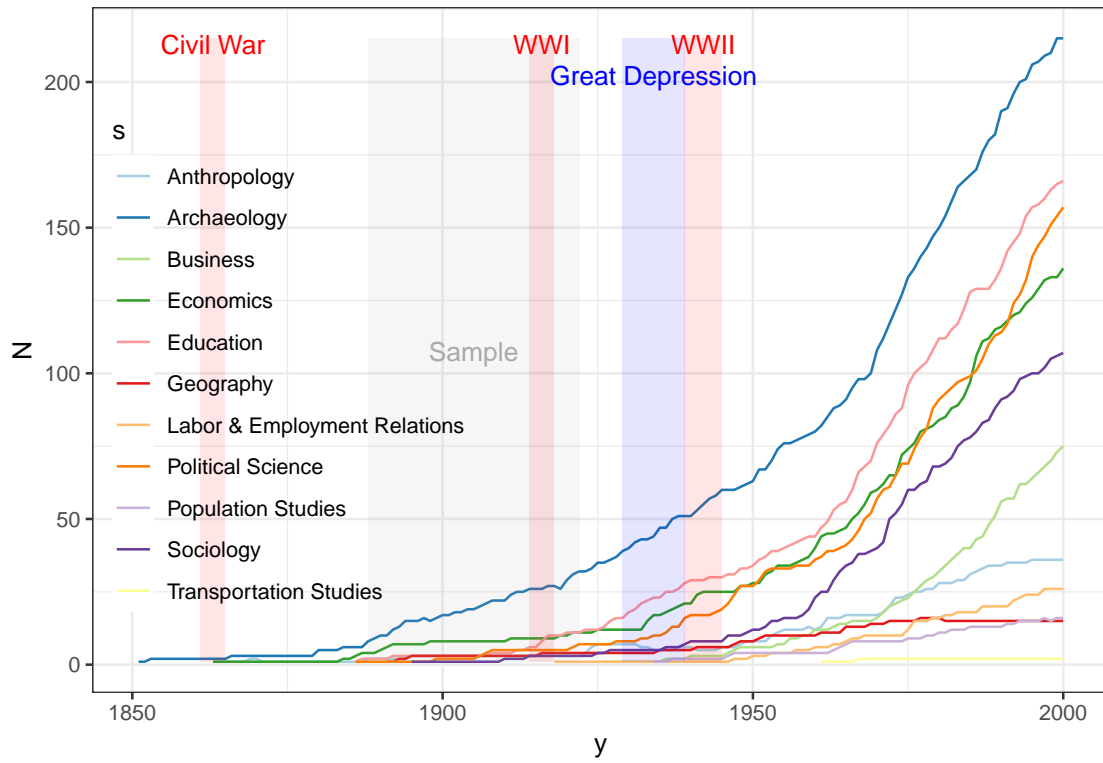 Civil War
WWI
WWII
Great Depression
200
s
Anthropology
Archaeology
150
Business
Economics
Education
Sample
N
100
Geography
Labor & Employment Relations
Political Science
50
Population Studies
Sociology
Transportation Studies
0
1850
1900
1950
2000
y